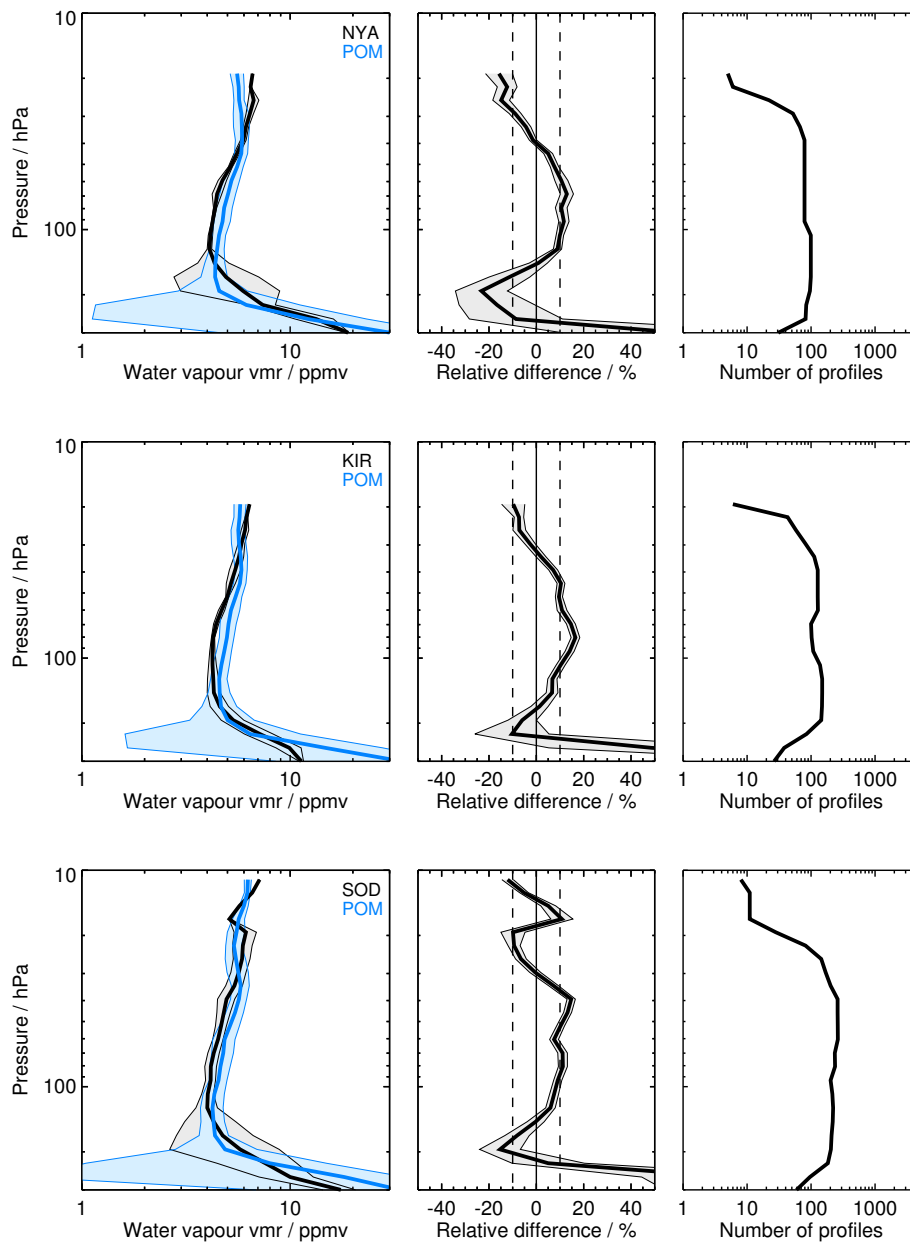 10
100
Pressure / hPa
NYA
POM
1
10
Water vapour vmr / ppmv
-40 -20 0 20 40
Relative difference / %
1 10 100 1000
Number of profiles
10
100
Pressure / hPa
KIR
POM
1
10
Water vapour vmr / ppmv
-40 -20 0 20 40
Relative difference / %
1 10 100 1000
Number of profiles
10
100
Pressure / hPa
SOD
POM
1
10
Water vapour vmr / ppmv
-40 -20 0 20 40
Relative difference / %
1 10 100 1000
Number of profiles